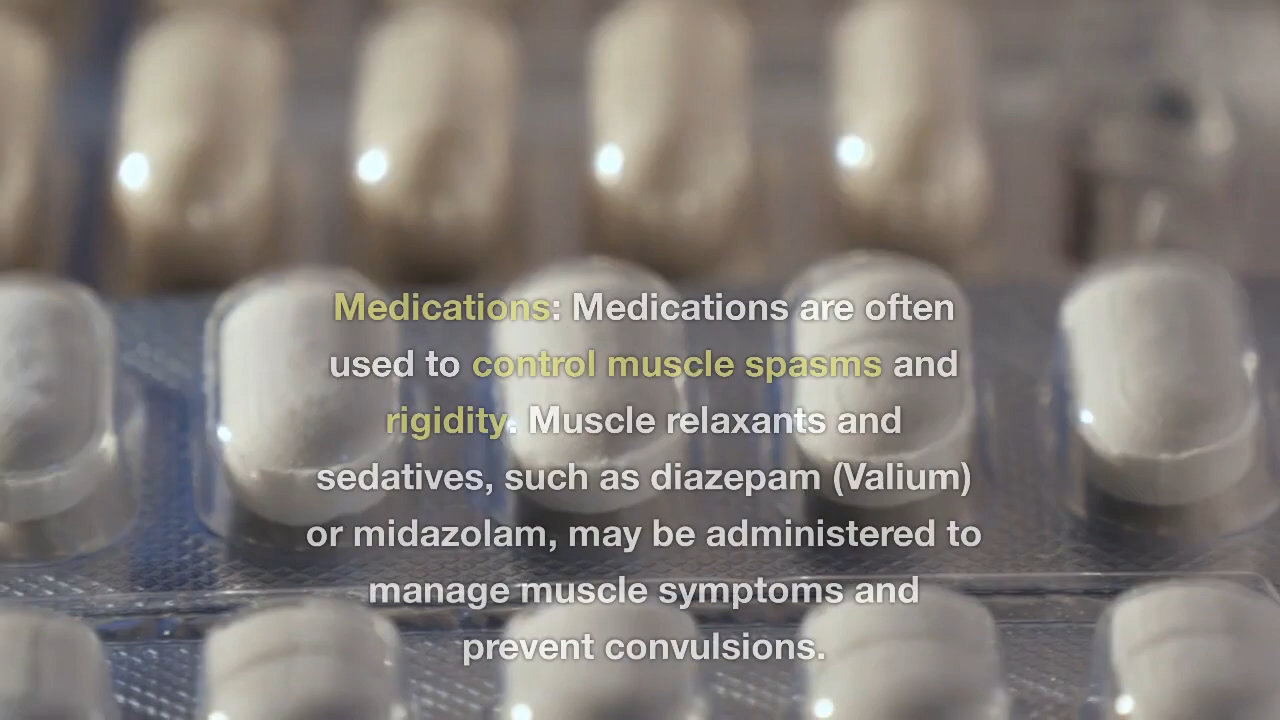 Medications: Medications are often
used to control muscle spasms and
rigidity. Muscle relaxants and
sedatives, such as diazepam (Valium)
or midazolam, may be administered to
manage muscle symptoms and
prevent convulsions.